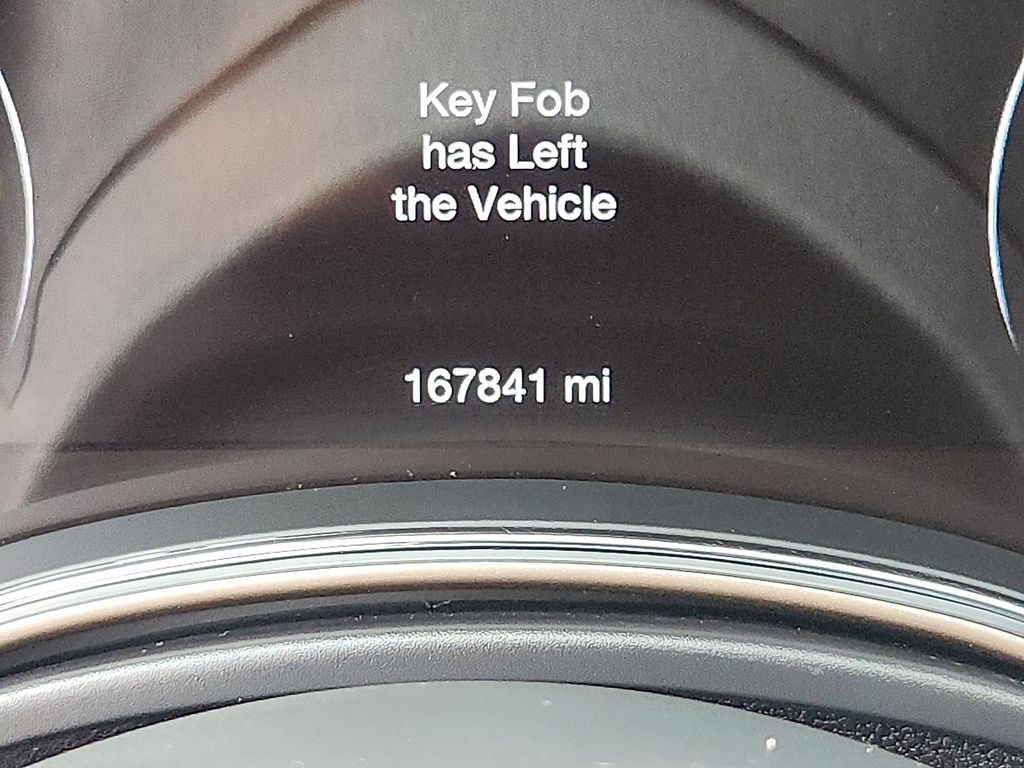 Key Fob
has Left
the Vehicle
167841 mi